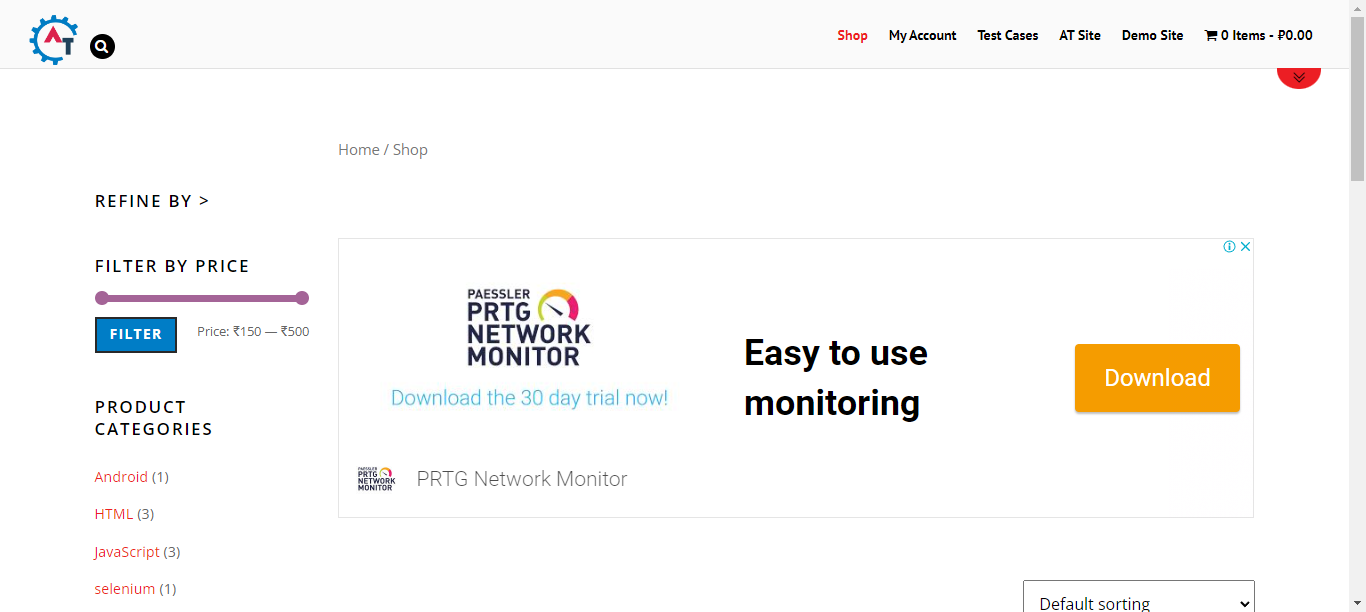 AT
Shop My Account Test Cases AT Site Demo Site 0 Items - ₽0.00
Home / Shop
REFINE BY >
FILTER BY PRICE
FILTER Price: ₹150 — ₹500
PRODUCT
CATEGORIES
Android (1)
HTML (3)
JavaScript (3)
selenium (1)
PAESSLER
PRTG
NETWORK
MONITOR
Download the 30 day trial now!
Easy to use
monitoring
Download
PAESSLER
PRTG
NETWORK
MONITOR
PRTG Network Monitor
Default sorting